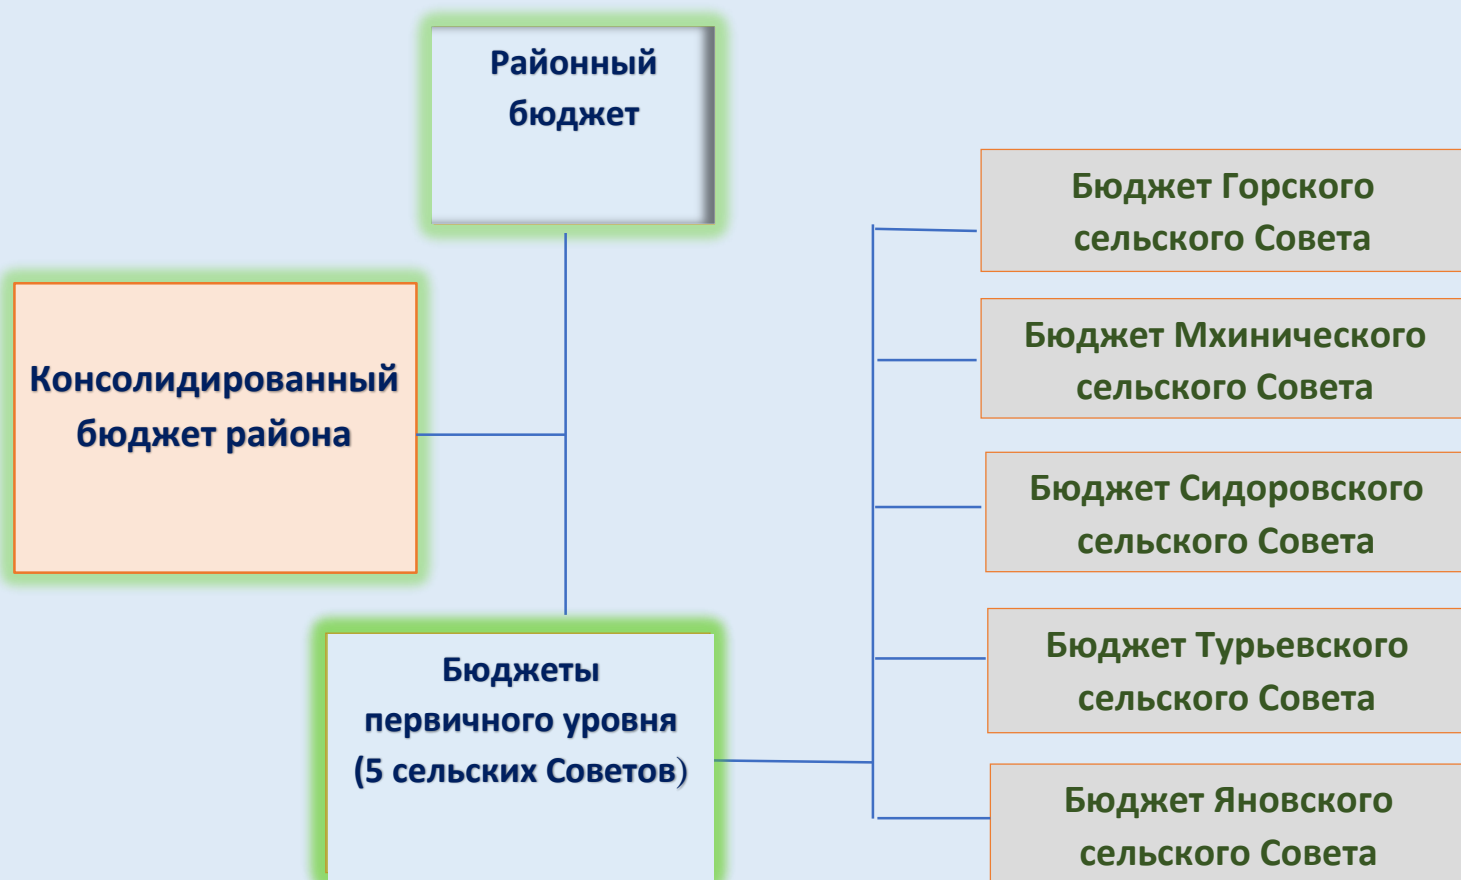 Районный
бюджет
Консолидированный
бюджет района
Бюджеты
первичного уровня
(5 сельских Советов)
Бюджет Горского
сельского Совета
Бюджет Мхинического
сельского Совета
Бюджет Сидоровского
сельского Совета
Бюджет Турьевского
сельского Совета
Бюджет Яновского
сельского Совета